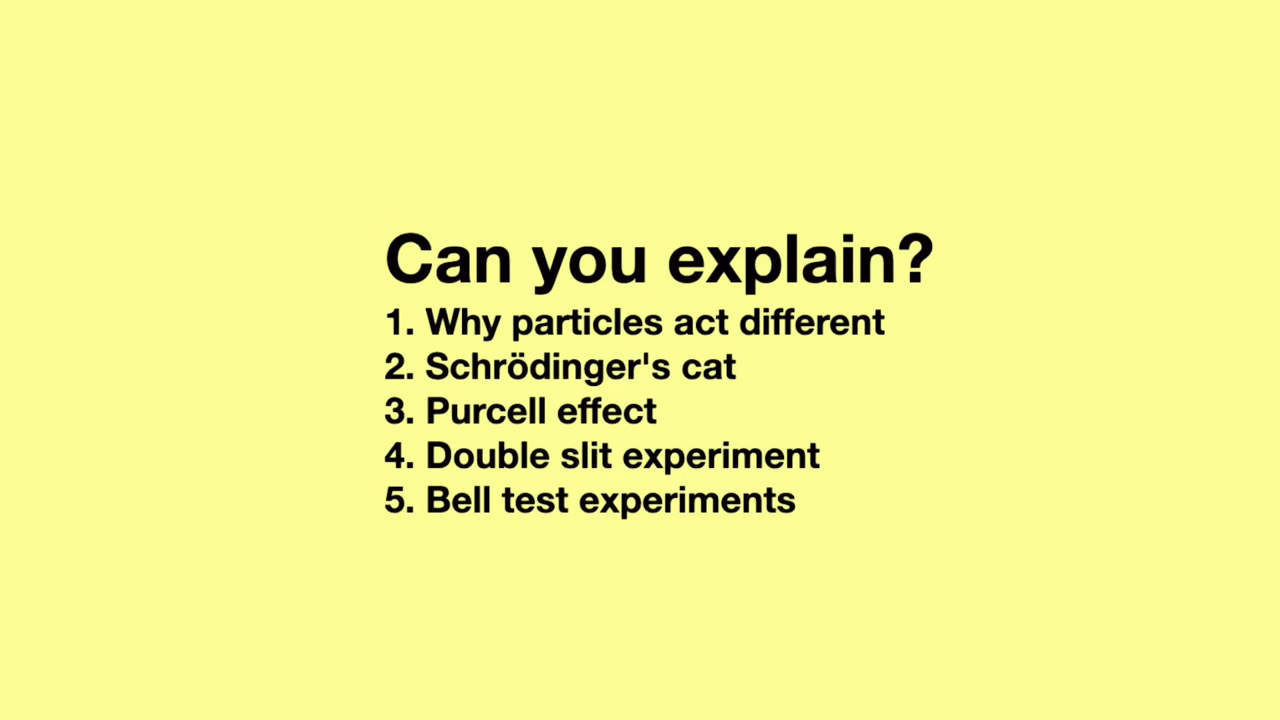 Can you explain?
1. Why particles act different
2. Schrödinger's cat
3. Purcell effect
4. Double slit experiment
5. Bell test experiments